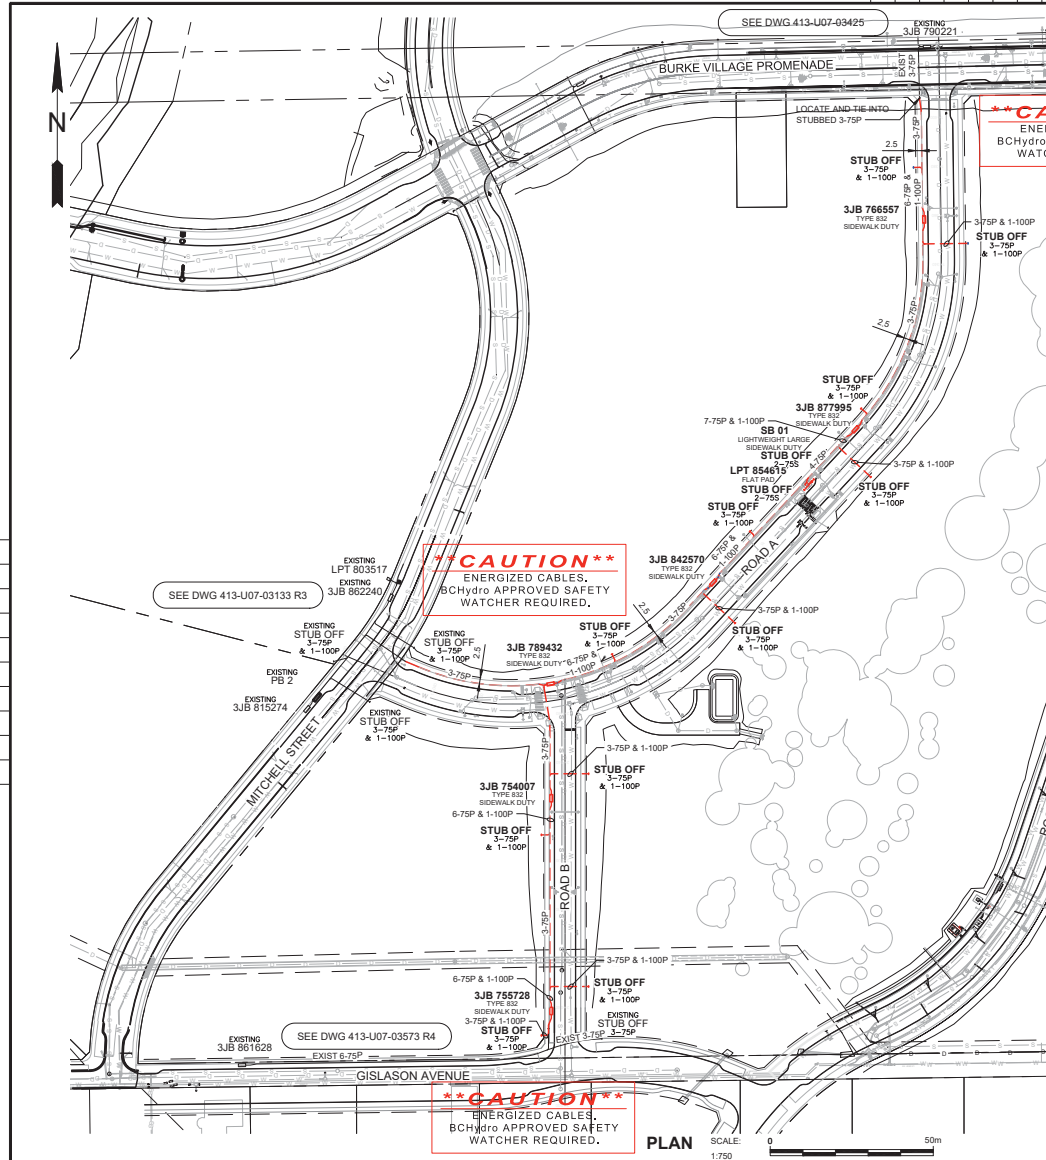 SEE DWG 413-U07-03425
EXISTING
3JB 790221
BURKE VILLAGE PROMENADE
EXIST
3-75P
LOCATE AND TIE INTO
STUBBED 3-75P
3-75P
N
2.5
STUB OFF
3-75P
& 1-100P
6-75P &
1-100P
3JB 766557
TYPE 832
SIDEWALK DUTY
3-75P & 1-100P
STUB OFF
3-75P
& 1-100P
3-75P
2.5
STUB OFF
3-75P
& 1-100P
3JB 877995
TYPE 832
SIDEWALK DUTY
7-75P & 1-100P
SB 01
LIGHTWEIGHT LARGE
SIDEWALK DUTY
STUB OFF
2-75S
4-75P
3-75P & 1-100P
LPT 854615
FLAT PAD
STUB OFF
2-75S
STUB OFF
3-75P
& 1-100P
STUB OFF
3-75P
& 1-100P
6-75P &
1-100P
ROAD A
3JB 842570
TYPE 832
SIDEWALK DUTY
**CAUTION**
ENERGIZED CABLES.
BCHydro APPROVED SAFETY
WATCHER REQUIRED.
EXISTING
LPT 803517
EXISTING
3JB 862240
SEE DWG 413-U07-03133 R3
3-75P
2.5
3-75P & 1-100P
STUB OFF
3-75P
& 1-100P
EXISTING
STUB OFF
3-75P
& 1-100P
EXISTING
STUB OFF
3-75P
& 1-100P
3JB 789432
TYPE 832
SIDEWALK DUTY
STUB OFF
3-75P
& 1-100P
6-75P &
1-100P
2.5
3-75P
EXISTING
PB 2
EXISTING
3JB 815274
EXISTING
STUB OFF
3-75P
& 1-100P
MITCHELL STREET
3-75P
3-75P & 1-100P
STUB OFF
3-75P
& 1-100P
3JB 754007
TYPE 832
SIDEWALK DUTY
6-75P & 1-100P
STUB OFF
3-75P
& 1-100P
ROAD B
3-75P
3-75P & 1-100P
6-75P & 1-100P
STUB OFF
3-75P
& 1-100P
3JB 755728
TYPE 832
SIDEWALK DUTY
3-75P & 1-100P
STUB OFF
3-75P
& 1-100P
EXISTING
STUB OFF
3-75P
EXIST 3-75P
SEE DWG 413-U07-03573 R4
EXISTING
3JB 861628
EXIST 6-75P
GISLASON AVENUE
**CAUTION**
ENERGIZED CABLES.
BCHydro APPROVED SAFETY
WATCHER REQUIRED.
PLAN
SCALE:
1:750
0
50m